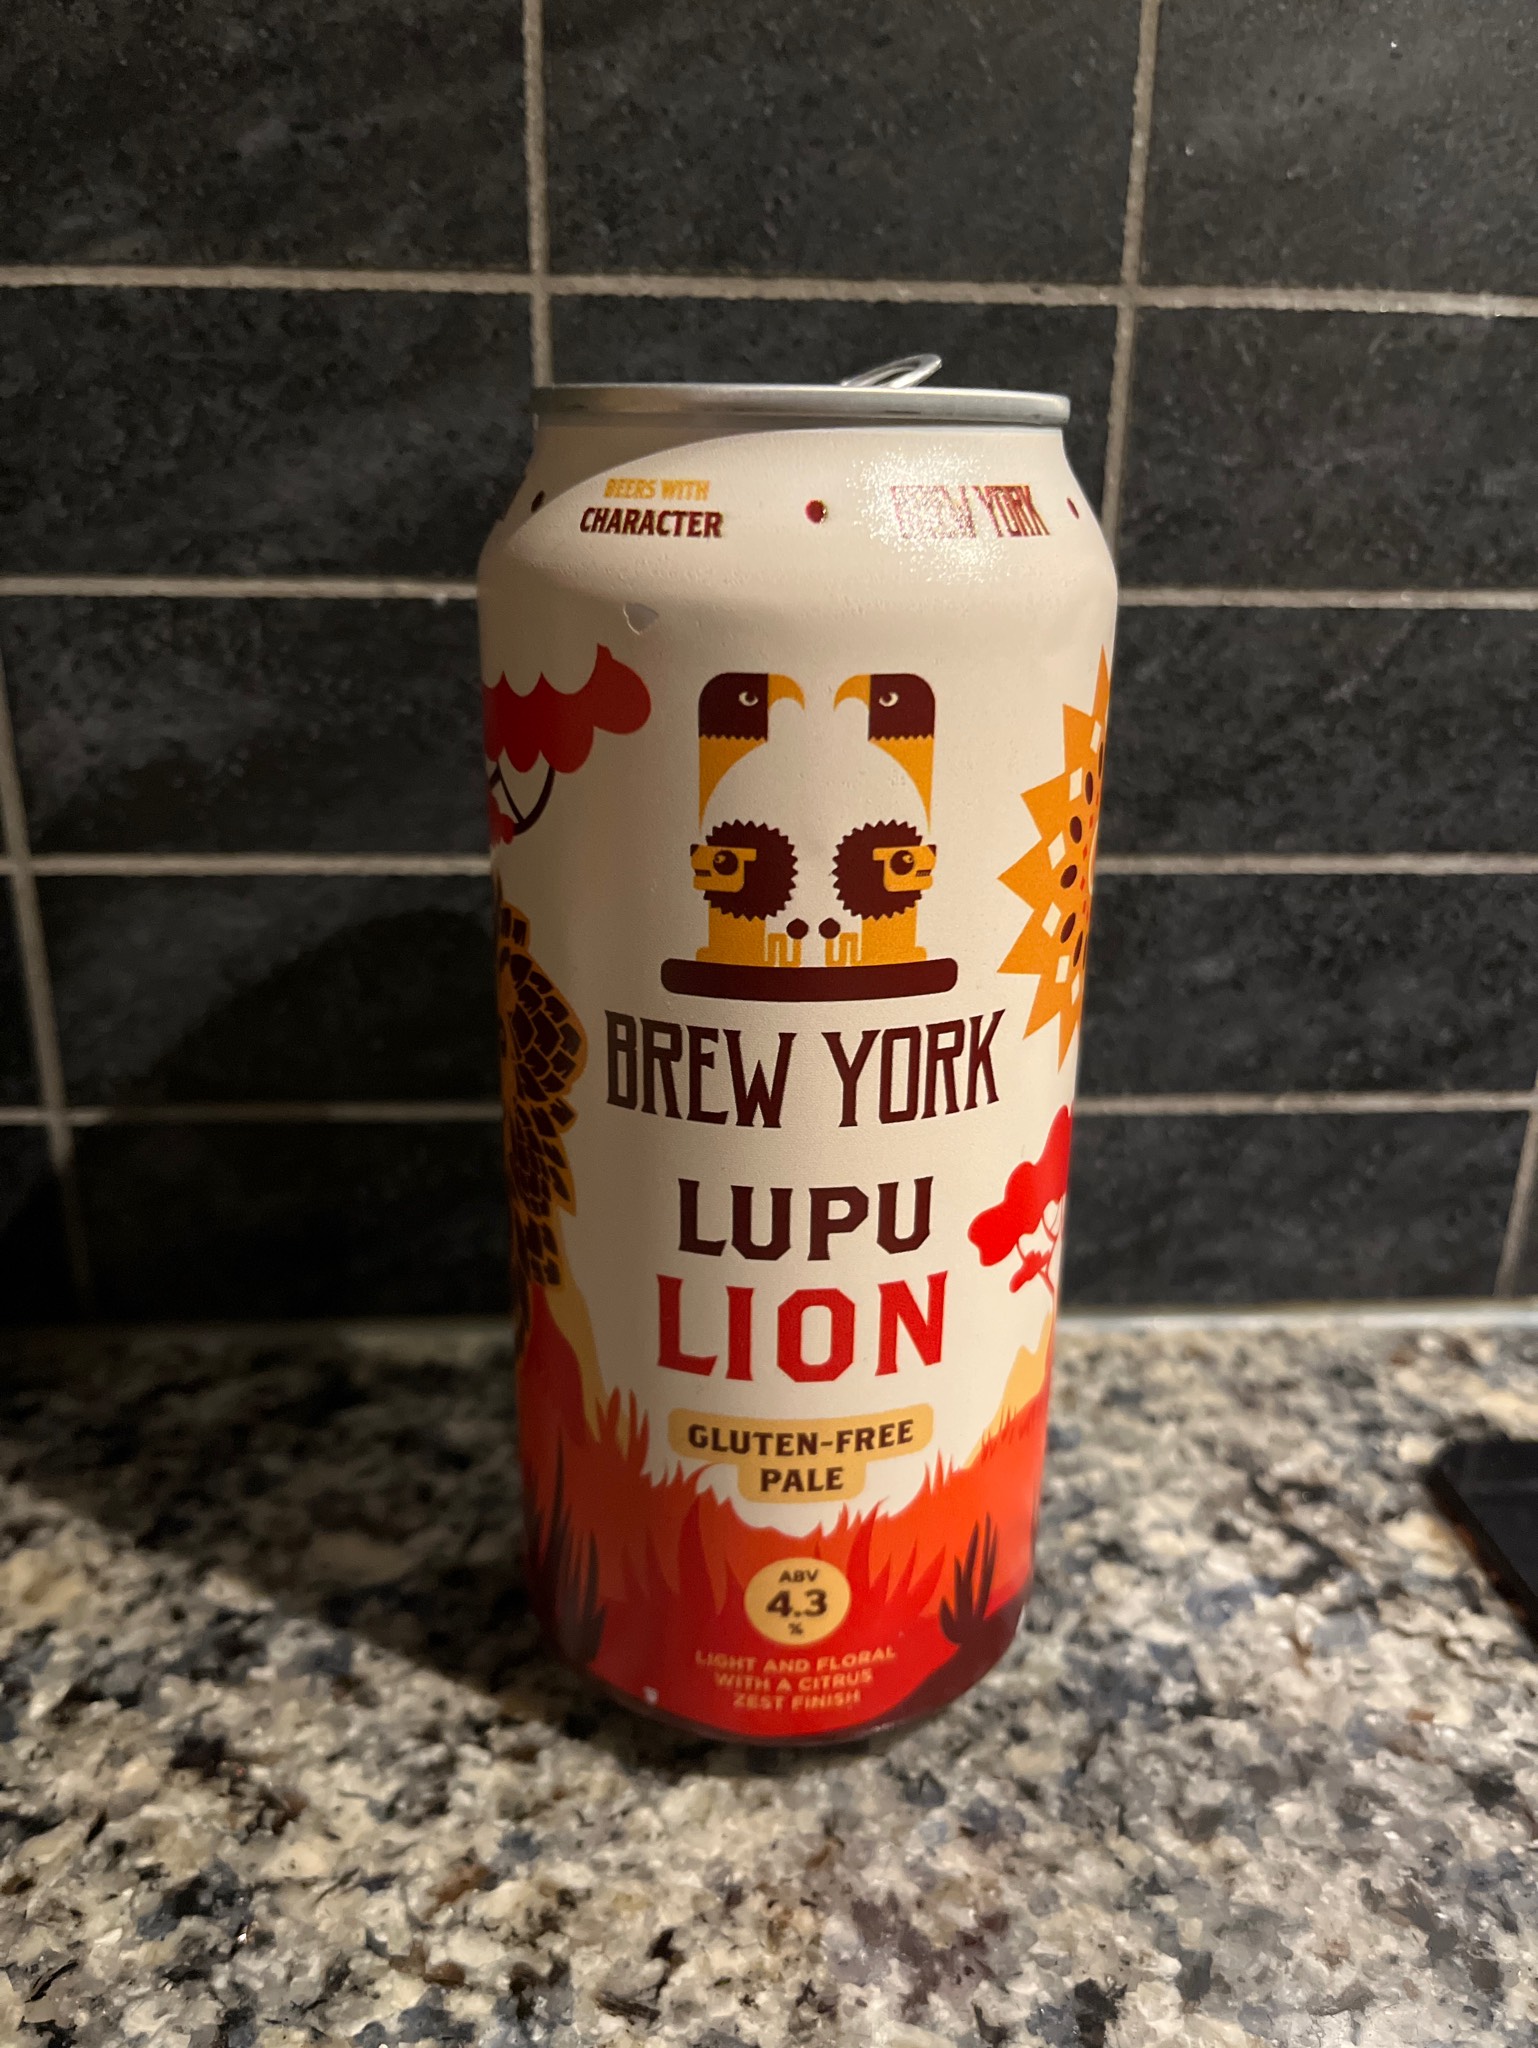 BEERS WITH
CHARACTER
BREW YORK
BREW YORK
LUPU
LION
GLUTEN-FREE
PALE
ABV
4.3
%
LIGHT AND FLORAL
WITH A CITRUS
ZEST FINISH